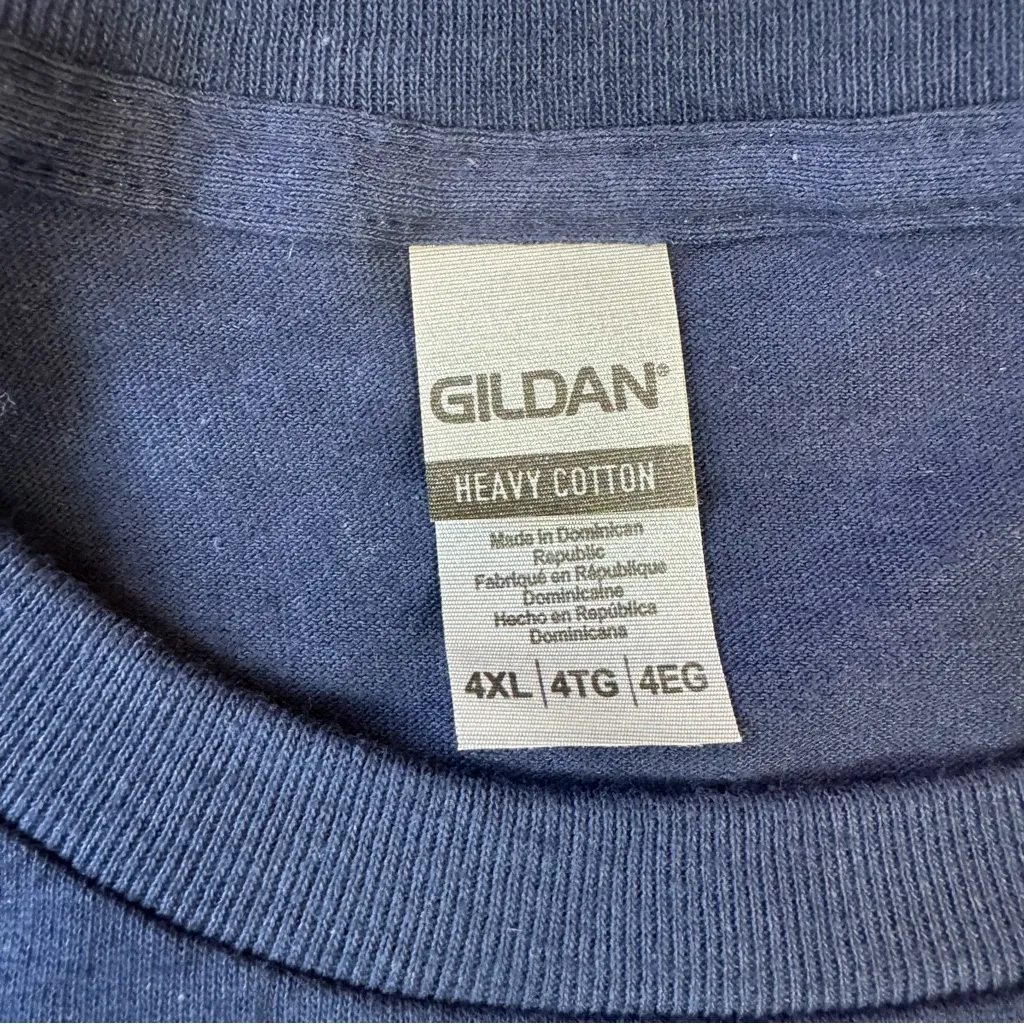 GILDAN®
HEAVY COTTON
Made in Dominican
Republic
Fabriqué en République
Dominicaine
Hecho en República
Dominicana
4XL | 4TG | 4EG